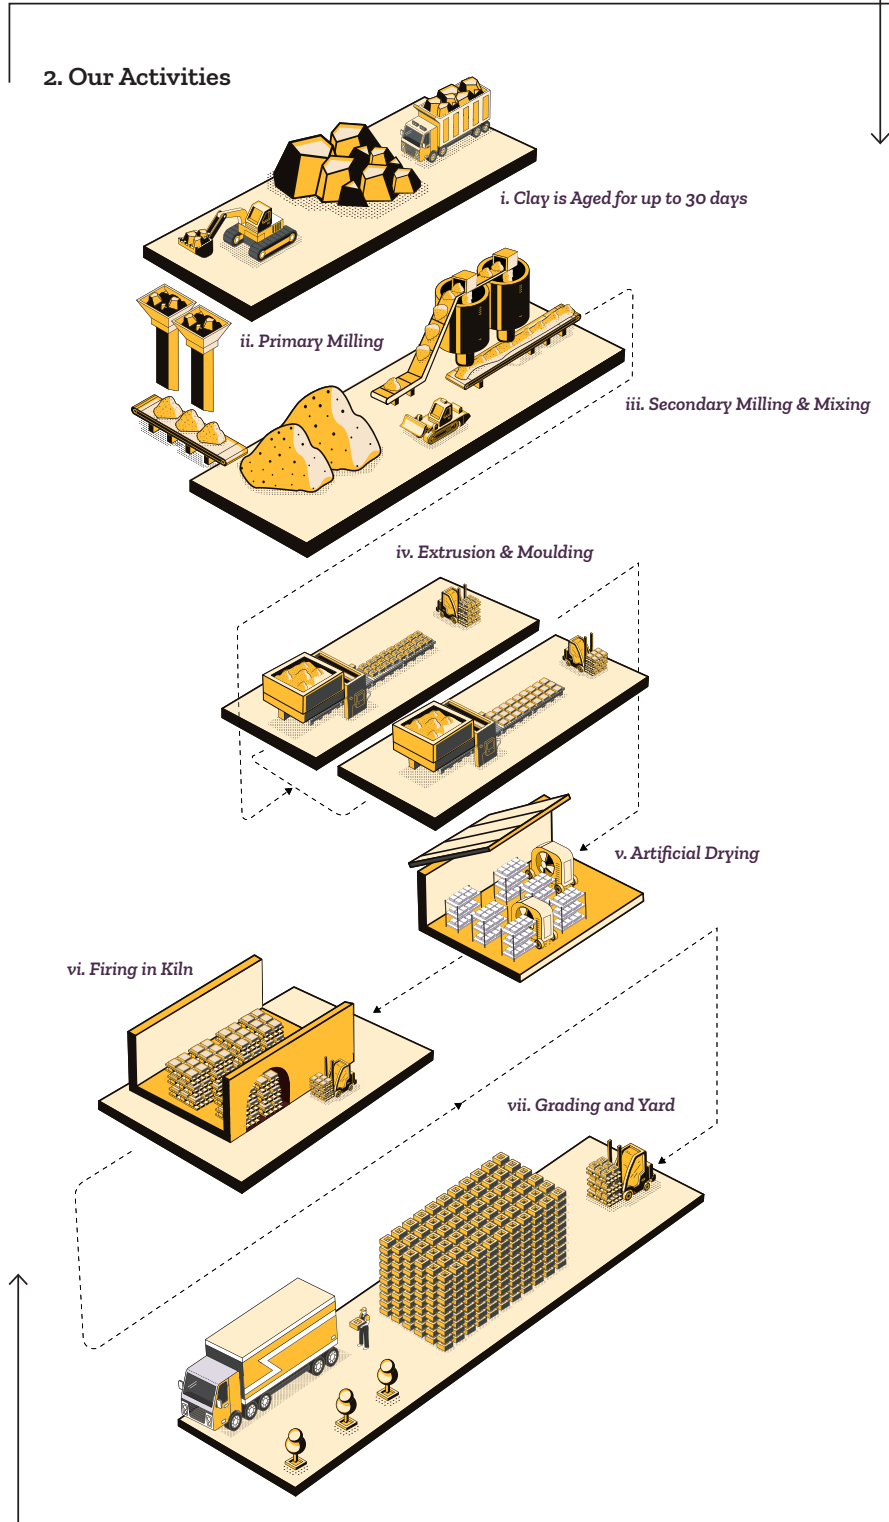 2. Our Activities
i. Clay is Aged for up to 30 days
ii. Primary Milling
iii. Secondary Milling & Mixing
iv. Extrusion & Moulding
v. Artificial Drying
vi. Firing in Kiln
vii. Grading and Yard